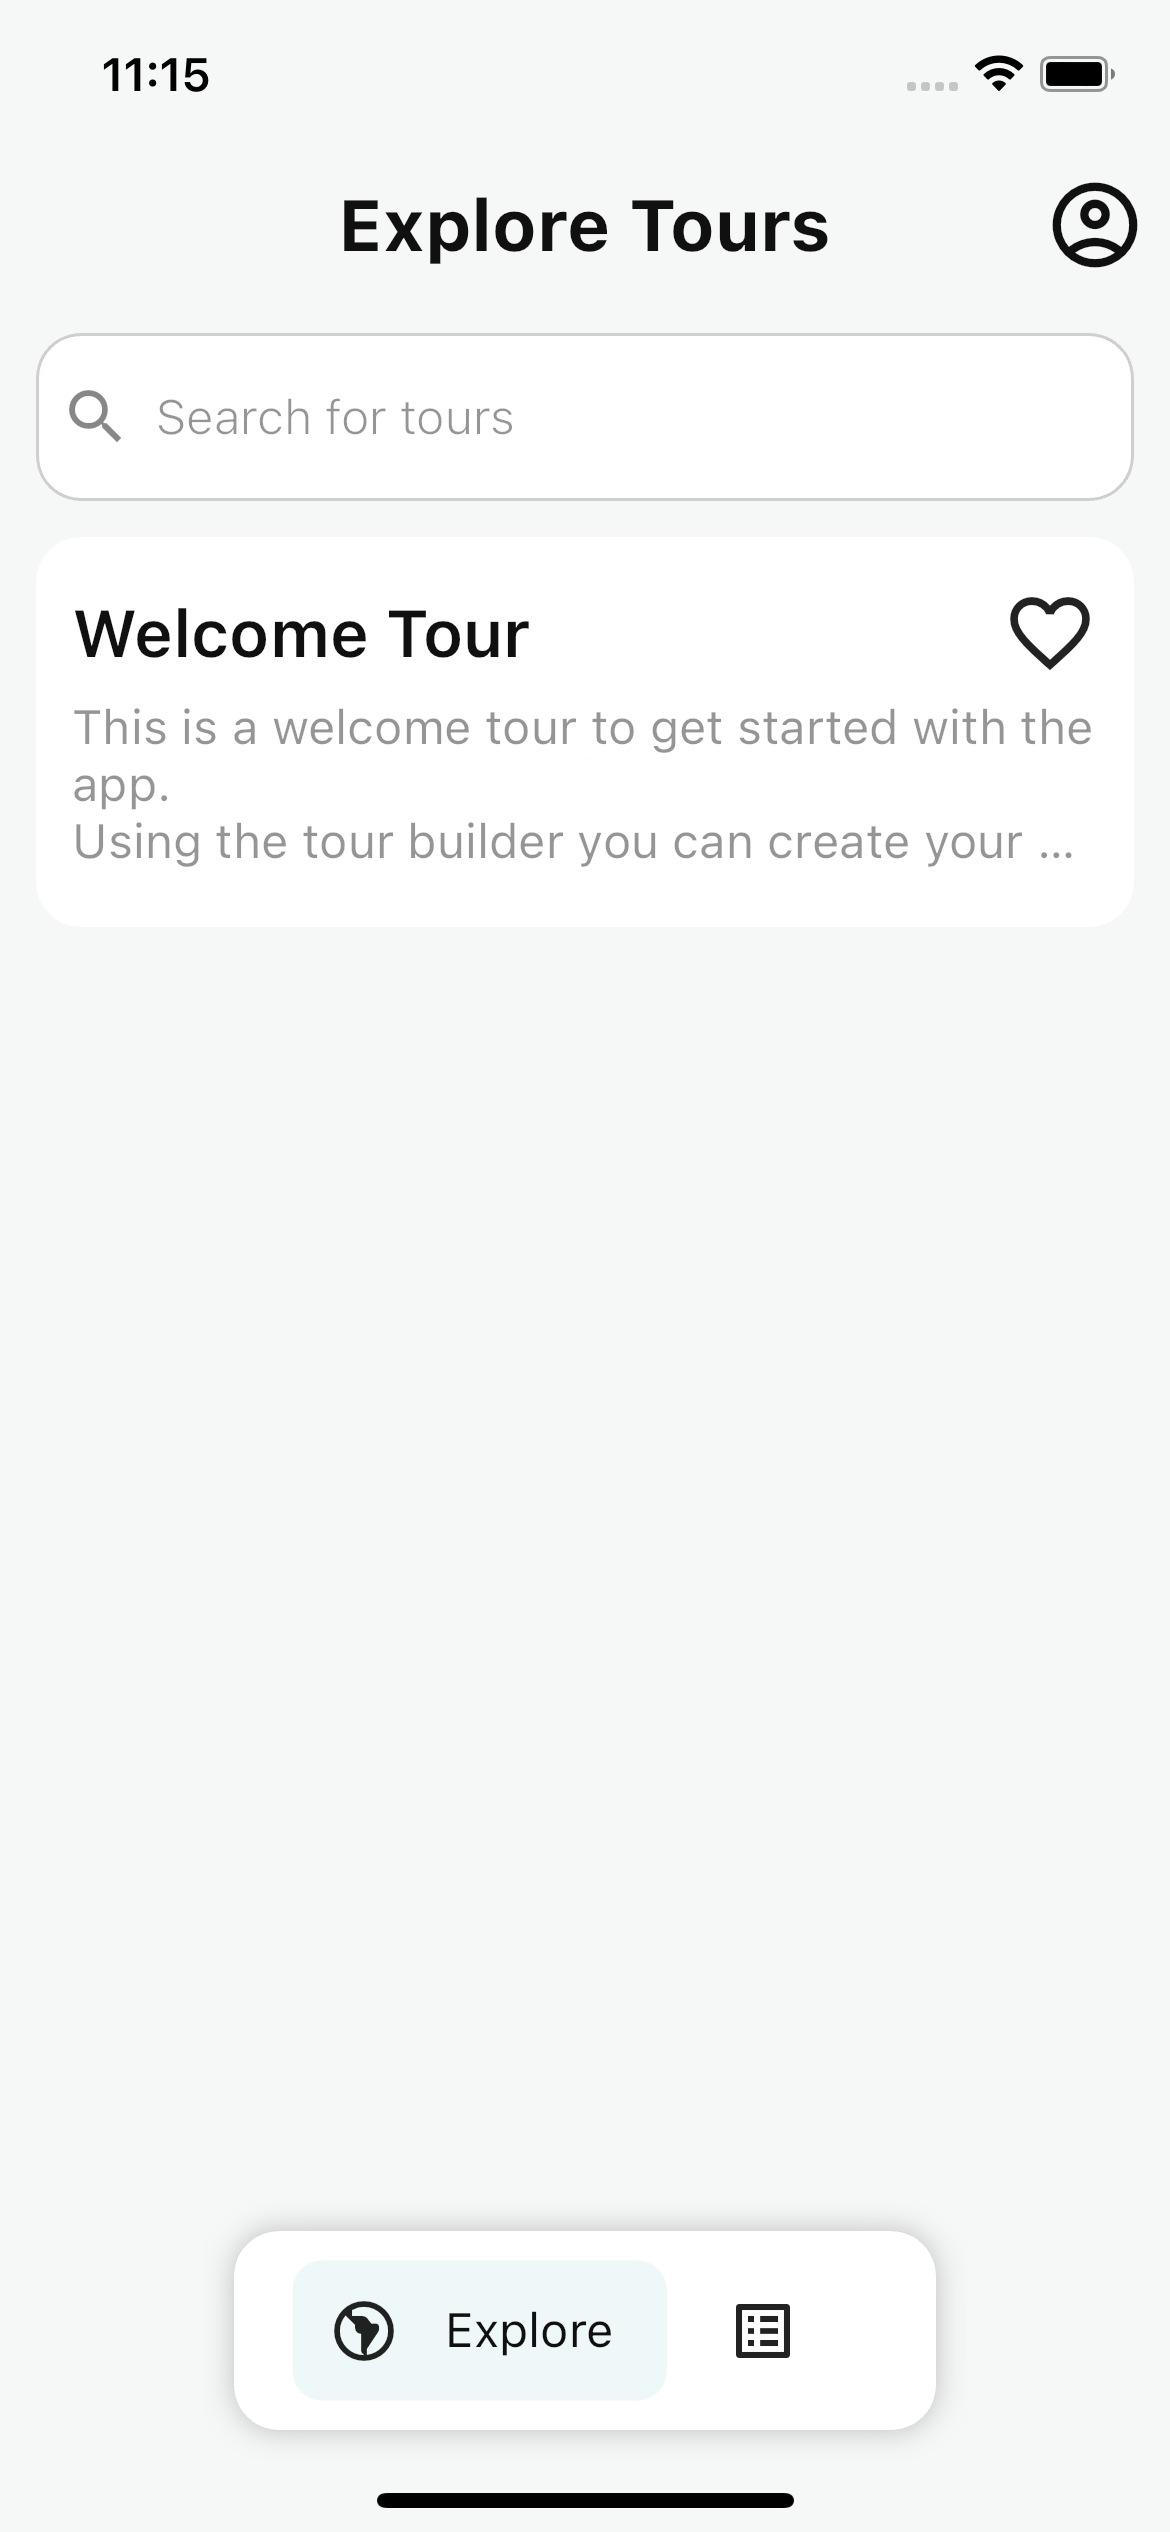 11:15
Explore Tours
Search for tours
Welcome Tour
This is a welcome tour to get started with the
app.
Using the tour builder you can create your ...
Explore